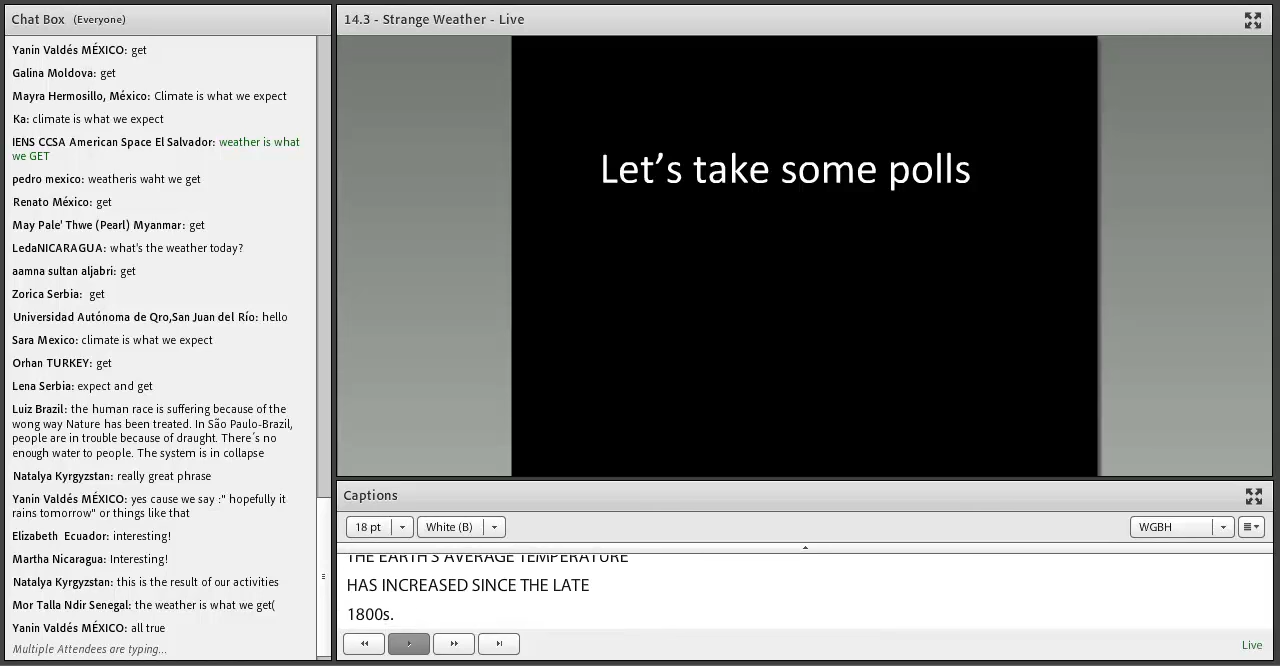 Chat Box (Everyone)
Yanin Valdés MÉXICO: get
Galina Moldova: get
Mayra Hermosillo, México: Climate is what we expect
Ka: climate is what we expect
IENS CCSA American Space El Salvador: weather is what
we GET
pedro mexico: weatheris waht we get
Renato México: get
May Pale' Thwe (Pearl) Myanmar: get
LedaNICARAGUA: what's the weather today?
aamna sultan aljabri: get
Zorica Serbia: get
Universidad Autónoma de Qro,San Juan del Río: hello
Sara Mexico: climate is what we expect
Orhan TURKEY: get
Lena Serbia: expect and get
Luiz Brazil: the human race is suffering because of the
wong way Nature has been treated. In São Paulo-Brazil,
people are in trouble because of draught. There´s no
enough water to people. The system is in collapse
Natalya Kyrgyzstan: really great phrase
Yanin Valdés MÉXICO: yes cause we say :" hopefully it
rains tomorrow" or things like that
Elizabeth Ecuador: interesting!
Martha Nicaragua: Interesting!
Natalya Kyrgyzstan: this is the result of our activities
Mor Talla Ndir Senegal: the weather is what we get(
Yanin Valdés MÉXICO: all true
Multiple Attendees are typing...
14.3 - Strange Weather - Live
Let's take some polls
Captions
18 pt White (B) WGBH
THE EARTH'S AVERAGE TEMPERATURE
HAS INCREASED SINCE THE LATE
1800s.
Live